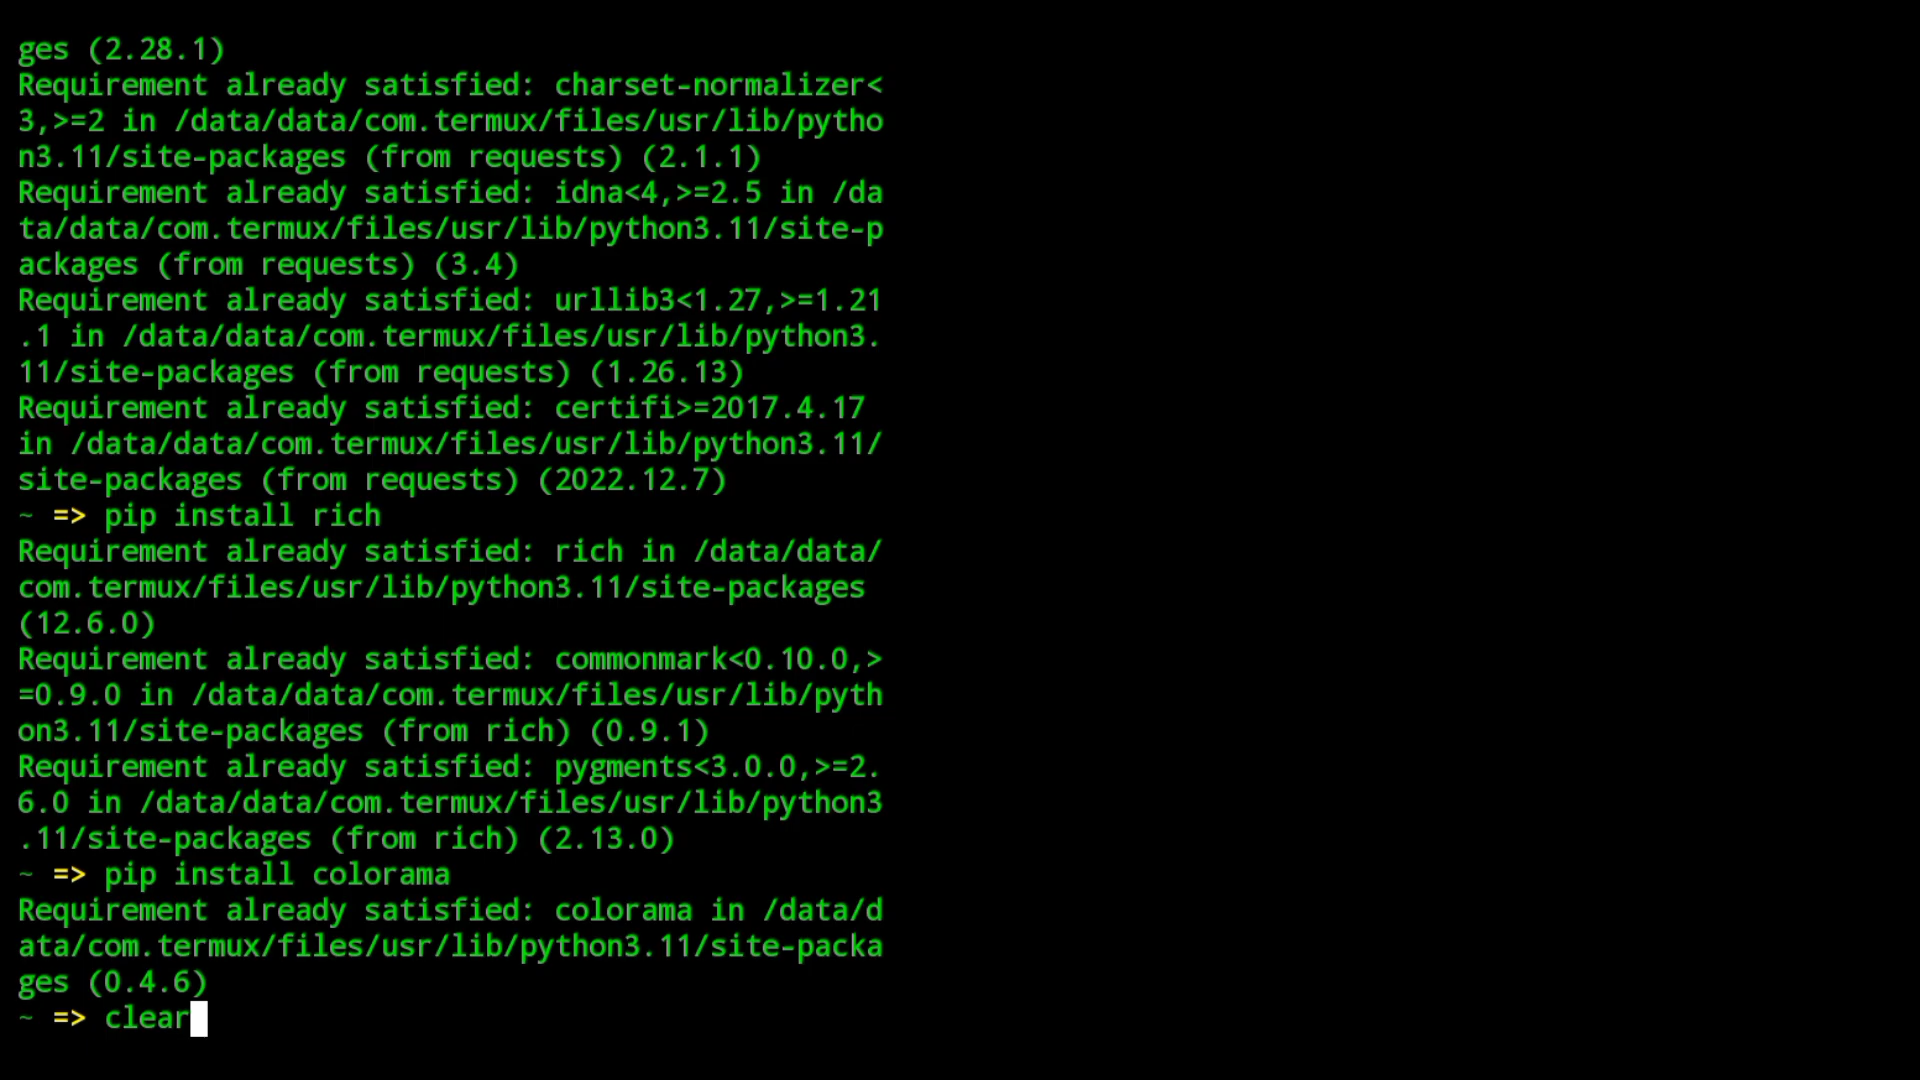 ges (2.28.1)
Requirement already satisfied: charset-normalizer<
3,>=2 in /data/data/com.termux/files/usr/lib/pytho
n3.11/site-packages (from requests) (2.1.1)
Requirement already satisfied: idna<4,>=2.5 in /da
ta/data/com.termux/files/usr/lib/python3.11/site-p
ackages (from requests) (3.4)
Requirement already satisfied: urllib3<1.27,>=1.21
.1 in /data/data/com.termux/files/usr/lib/python3.
11/site-packages (from requests) (1.26.13)
Requirement already satisfied: certifi>=2017.4.17
in /data/data/com.termux/files/usr/lib/python3.11/
site-packages (from requests) (2022.12.7)
~ => pip install rich
Requirement already satisfied: rich in /data/data/
com.termux/files/usr/lib/python3.11/site-packages
(12.6.0)
Requirement already satisfied: commonmark<0.10.0,>
=0.9.0 in /data/data/com.termux/files/usr/lib/pyth
on3.11/site-packages (from rich) (0.9.1)
Requirement already satisfied: pygments<3.0.0,>=2.
6.0 in /data/data/com.termux/files/usr/lib/python3
.11/site-packages (from rich) (2.13.0)
~ => pip install colorama
Requirement already satisfied: colorama in /data/d
ata/com.termux/files/usr/lib/python3.11/site-packa
ges (0.4.6)
~ => clear